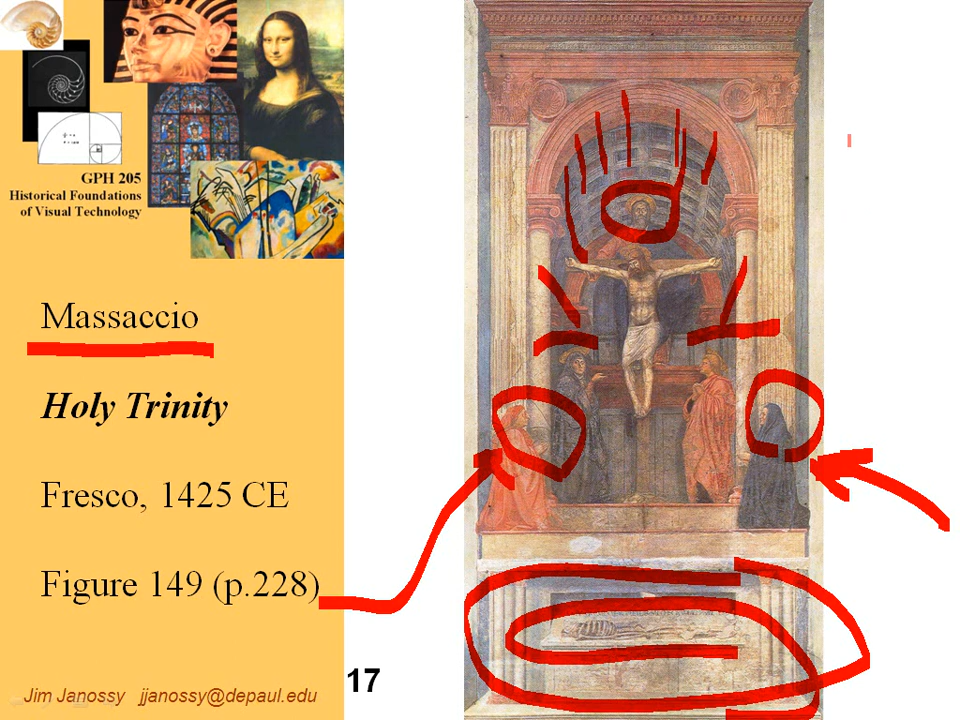 GPH 205
Historical Foundations
of Visual Technology
Massaccio
Holy Trinity
Fresco, 1425 CE
Figure 149 (p.228)
Jim Janossy jjanossy@depaul.edu
17